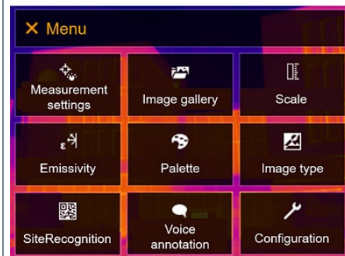 Menu
Measurement
settings
Image gallery
Scale
ε
Emissivity
Palette
Image type
SiteRecognition
Voice
annotation
Configuration